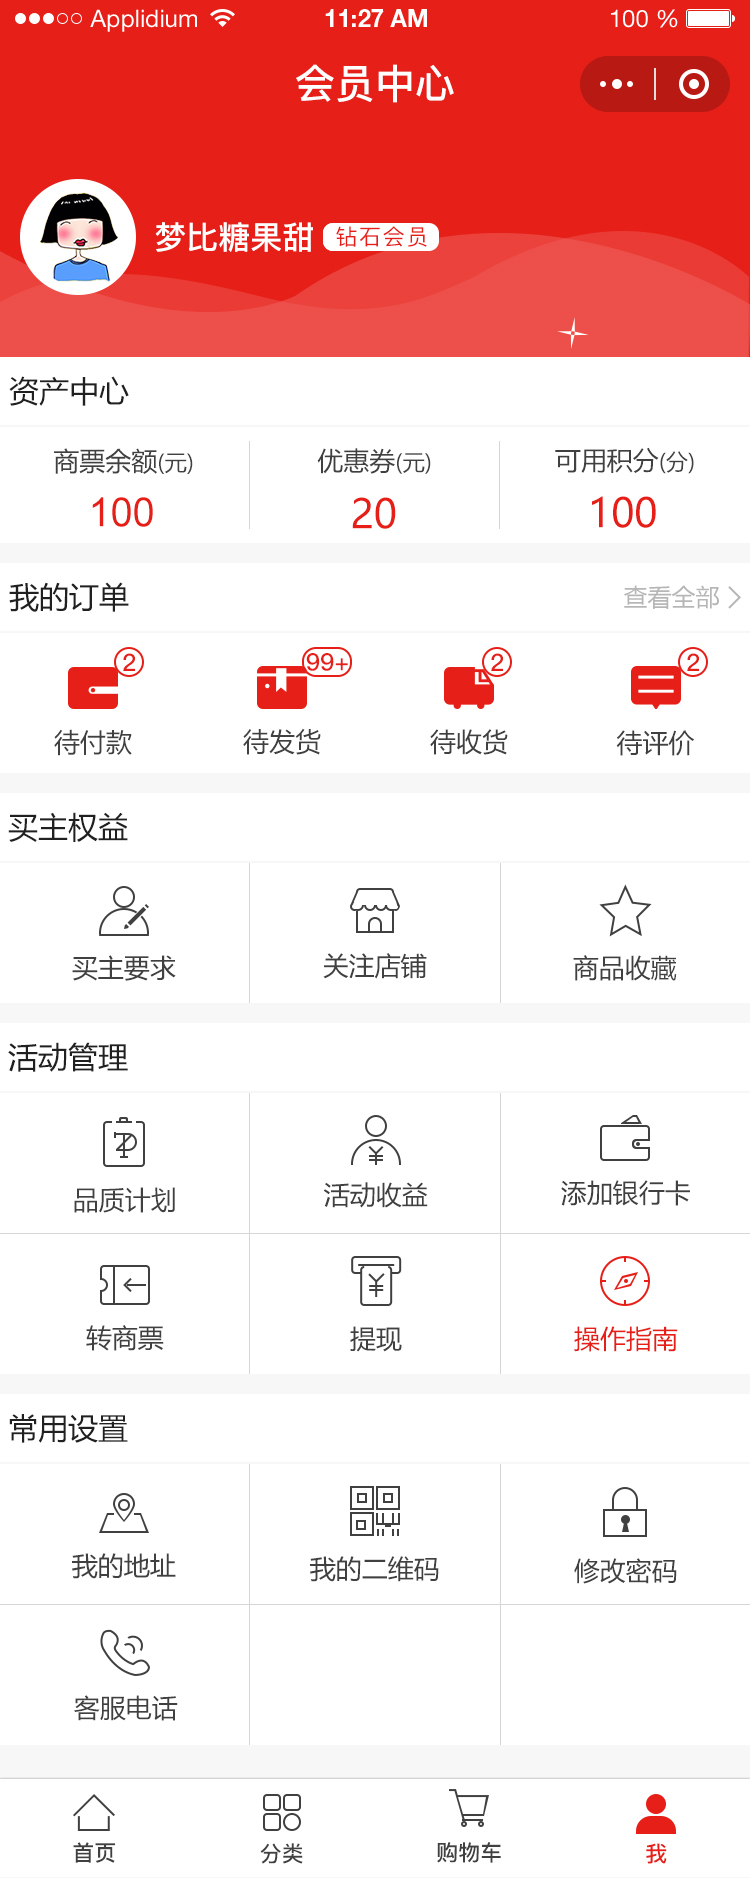 Applidium 11:27 AM 100 %
会员中心
梦比糖果甜 钻石会员
资产中心
商票余额(元) 优惠券(元) 可用积分(分)
100 20 100
我的订单 查看全部
2 99+ 2 2
待付款 待发货 待收货 待评价
买主权益
买主要求 关注店铺 商品收藏
活动管理
品质计划 活动收益 添加银行卡
转商票 提现 操作指南
常用设置
我的地址 我的二维码 修改密码
客服电话
首页 分类 购物车 我